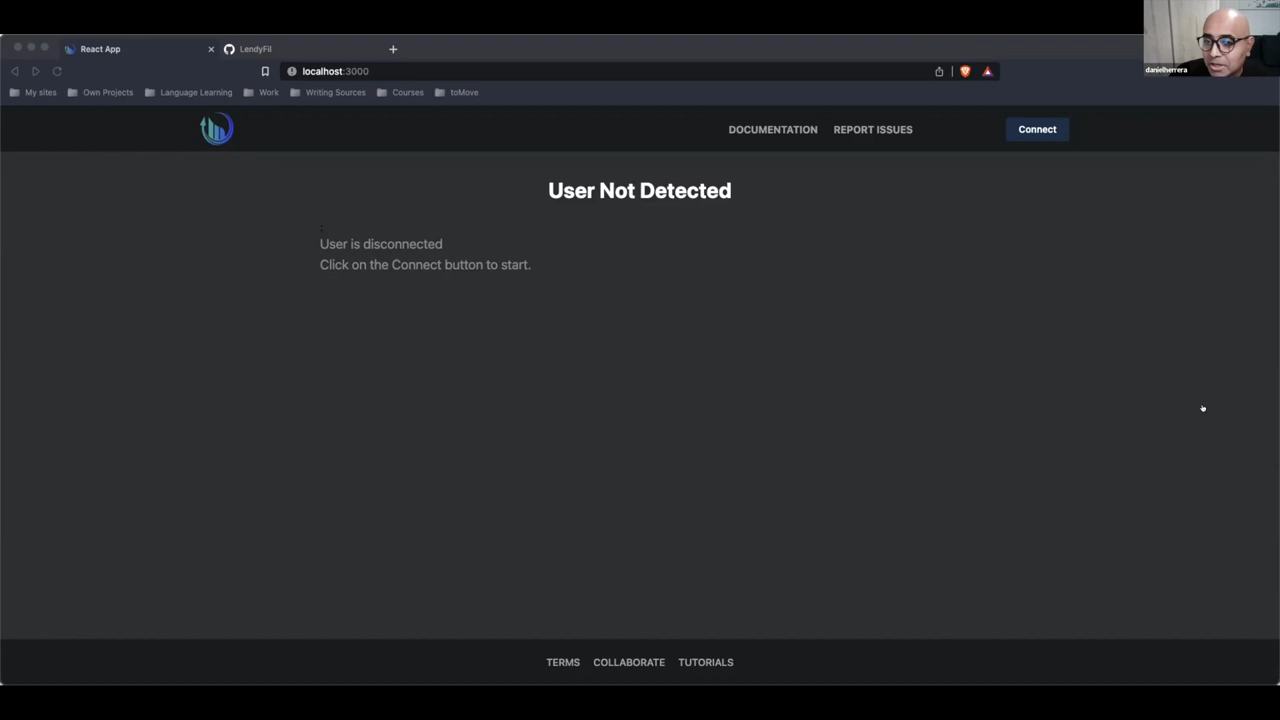 React App
LendyFil
localhost:3000
My sites
Own Projects
Language Learning
Work
Writing Sources
Courses
toMove
danielherrera
DOCUMENTATION
REPORT ISSUES
Connect
User Not Detected
:
User is disconnected
Click on the Connect button to start.
TERMS
COLLABORATE
TUTORIALS